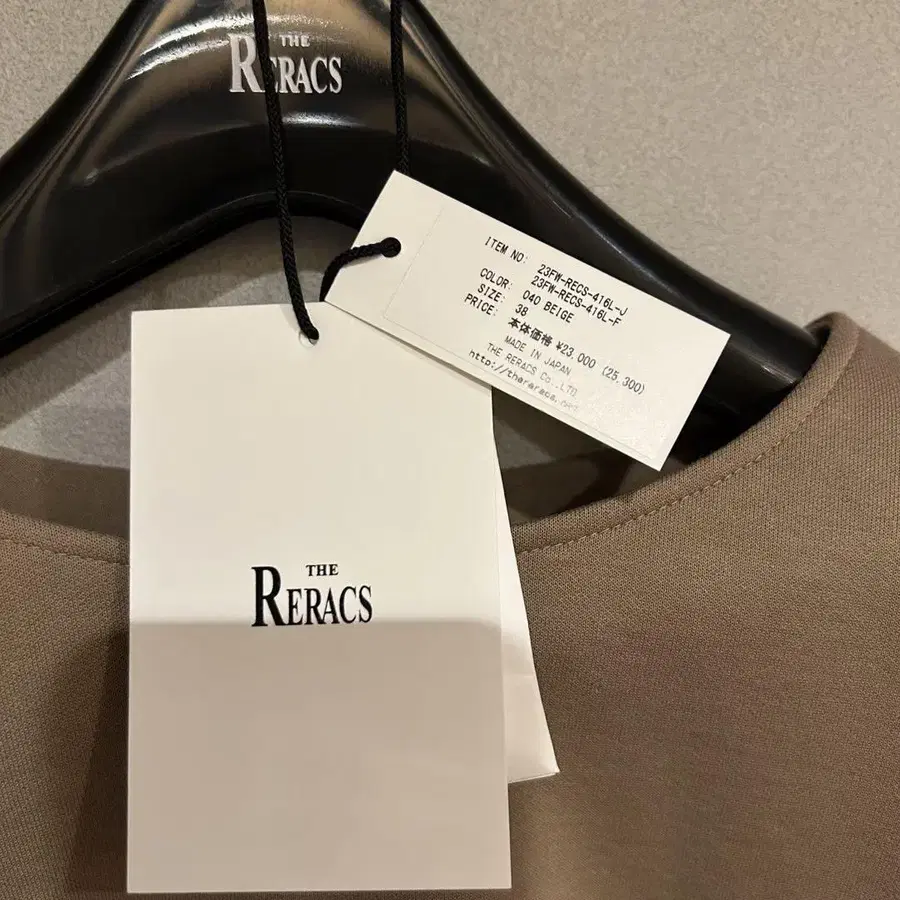 THE
RERACS
ITEM NO: 23FW-RECS-416L-J
23FW-RECS-416L-F
COLOR: 040 BEIGE
SIZE: 38
PRICE: 本体価格 ¥23,000 (25,300)
MADE IN JAPAN
THE RERACS Co.,LTD
THE
RERACS